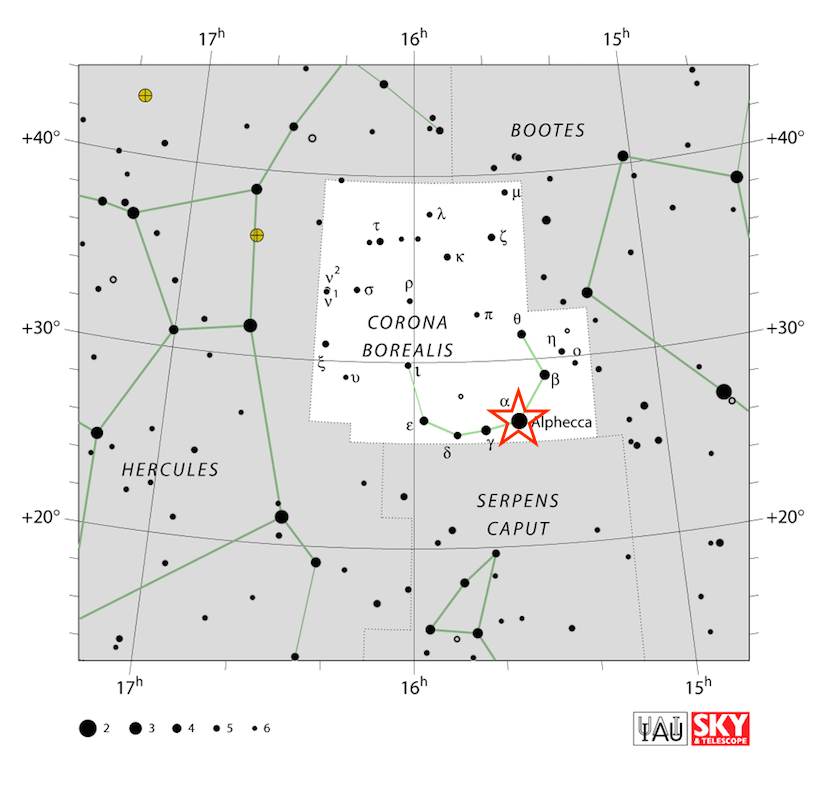 17h 16h 15h
+40° BOOTES +40°
μ
λ
τ ζ
κ
ν2
ν1 σ ρ
π θ
+30° CORONA +30°
BOREALIS
η ο
ξ υ ι β
α
ε Alphecca
δ γ
HERCULES
SERPENS
CAPUT
+20° +20°
17h 16h 15h
2 3 4 5 6
UAI
IAU
SKY
& TELESCOPE